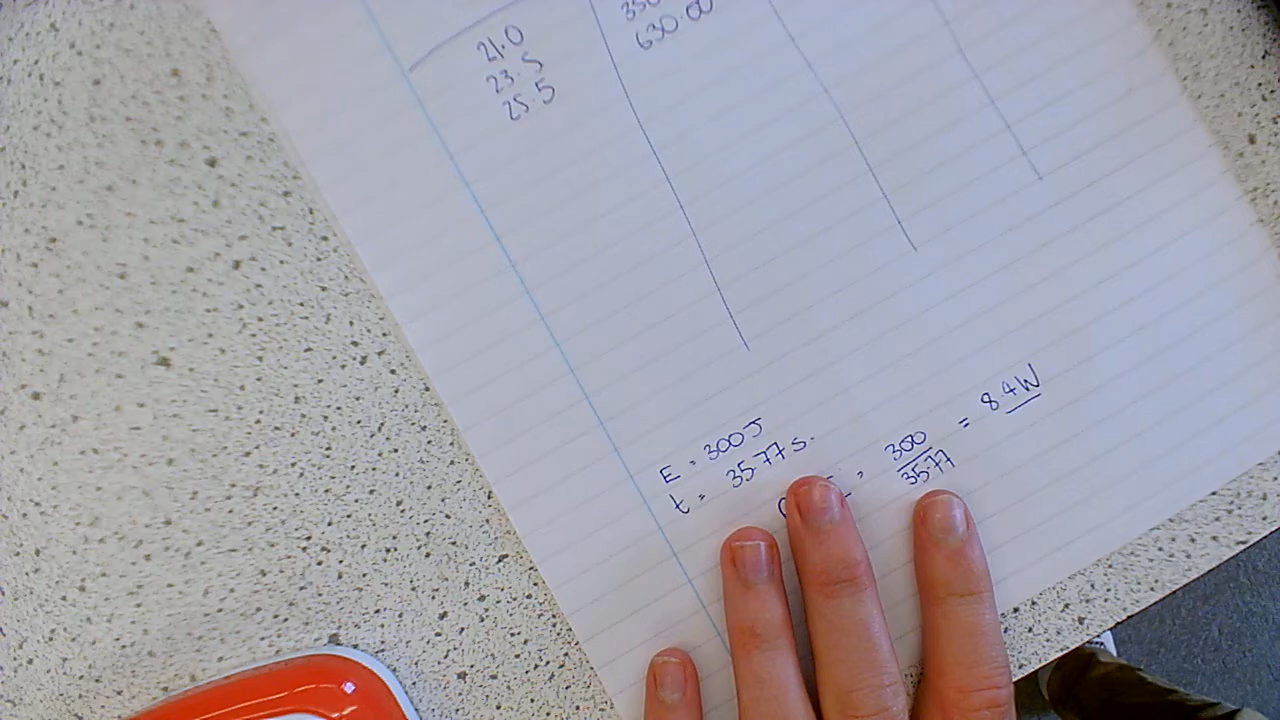 21.0
630.00
23.5
25.5
E = 300J
t = 35.77s.
= 300 / 35.77 = 8.4W